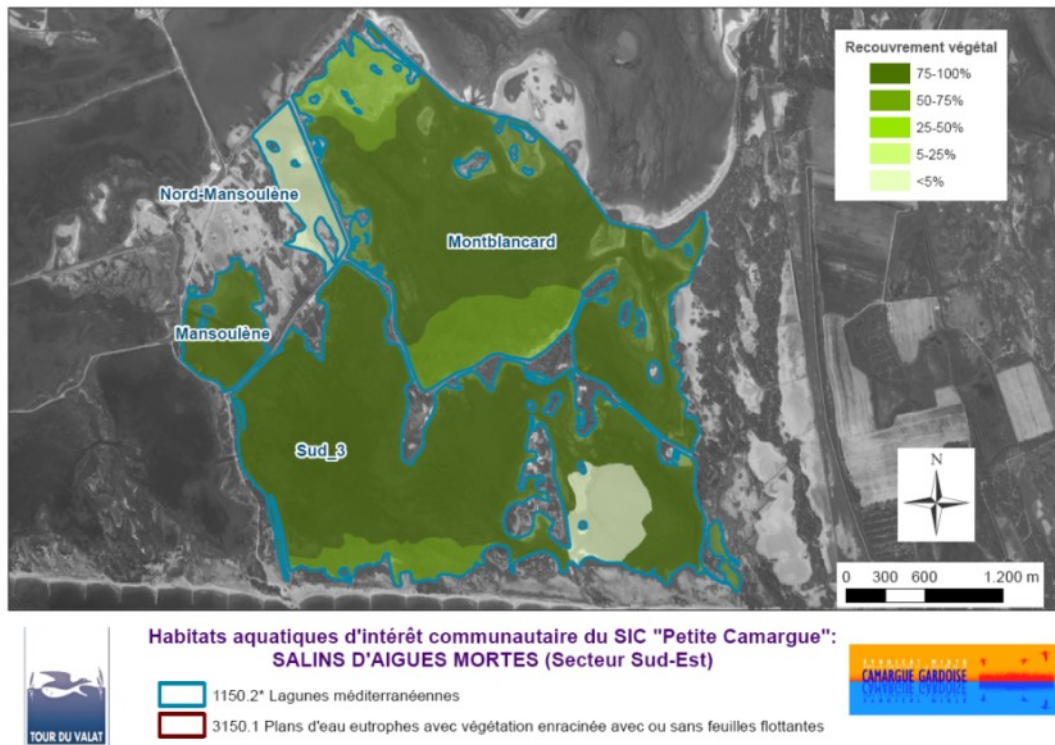 Recouvrement végétal
75-100%
50-75%
25-50%
5-25%
<5%
Nord-Mansoulène
Montblancard
Mansoulène
Sud_3
N
0 300 600 1.200 m
Habitats aquatiques d'intérêt communautaire du SIC "Petite Camargue":
SALINS D'AIGUES MORTES (Secteur Sud-Est)
1150.2* Lagunes méditerranéennes
3150.1 Plans d'eau eutrophes avec végétation enracinée avec ou sans feuilles flottantes
TOUR DU VALAT
SYNDICAT MIXTE
CAMARGUE GARDOISE